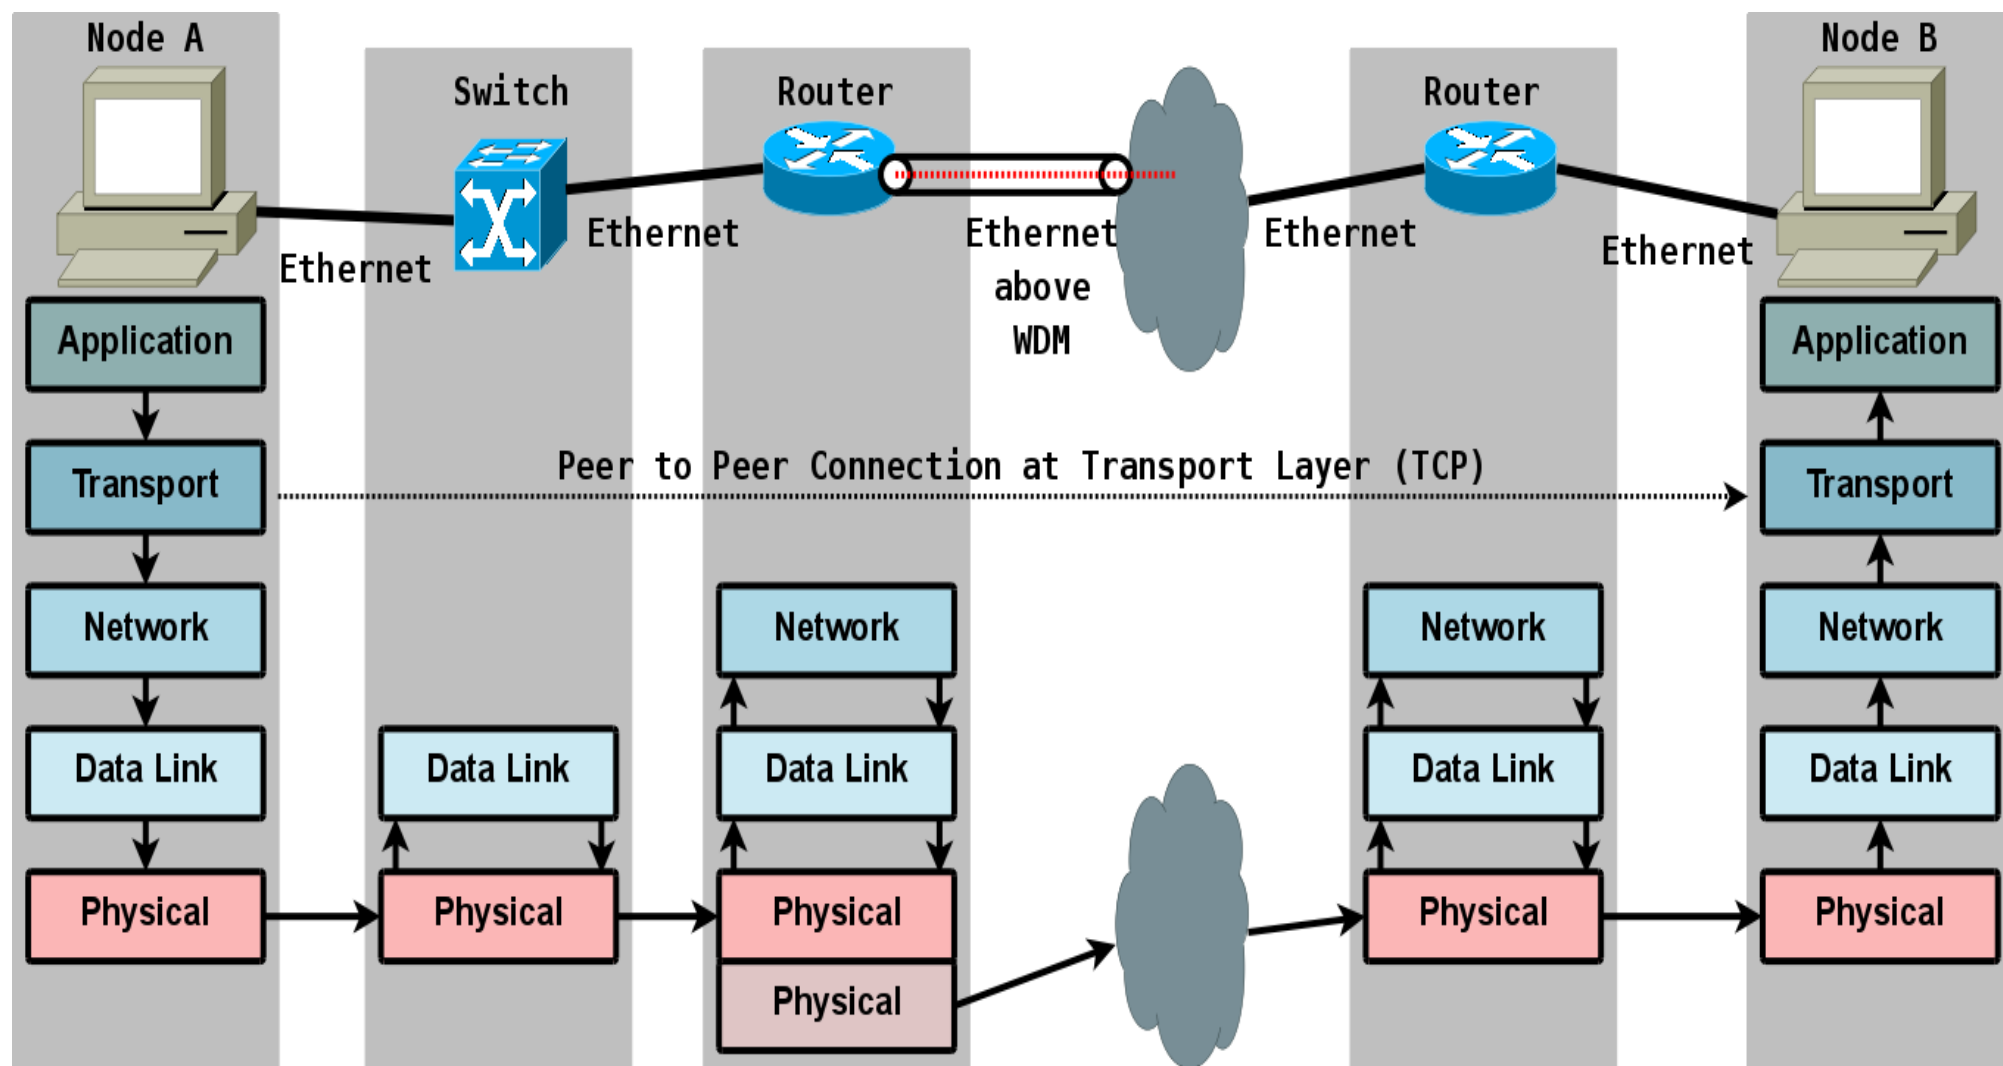 Node A
Node B
Switch
Router
Router
Ethernet
Ethernet
Ethernet
above
WDM
Ethernet
Ethernet
Application
Application
Peer to Peer Connection at Transport Layer (TCP)
Transport
Transport
Network
Network
Network
Network
Data Link
Data Link
Data Link
Data Link
Data Link
Physical
Physical
Physical
Physical
Physical
Physical